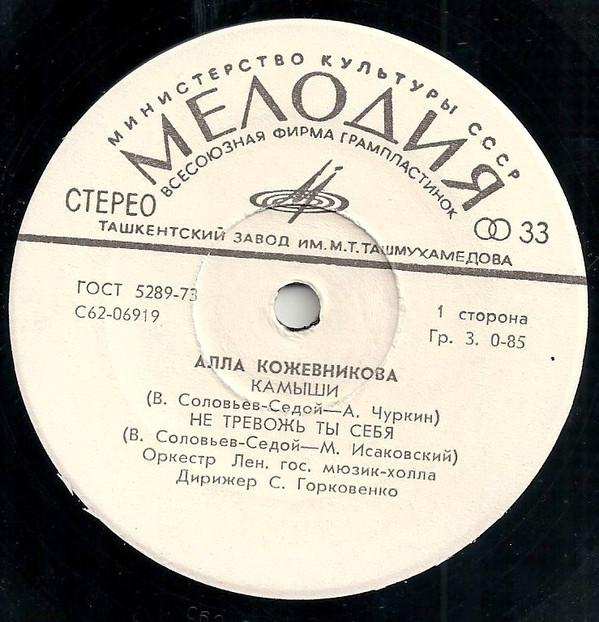 МИНИСТЕРСТВО КУЛЬТУРЫ СССР
МЕЛОДИЯ
ВСЕСОЮЗНАЯ ФИРМА ГРАМПЛАСТИНОК
СТЕРЕО
33
ТАШКЕНТСКИЙ ЗАВОД ИМ. М.Т. ТАШМУХАМЕДОВА
ГОСТ 5289-73
С62-06919
1 сторона
Гр. 3. 0-85
АЛЛА КОЖЕВНИКОВА
КАМЫШИ
(В. Соловьев-Седой—А. Чуркин)
НЕ ТРЕВОЖЬ ТЫ СЕБЯ
(В. Соловьев-Седой—М. Исаковский)
Оркестр Лен. гос. мюзик-холла
Дирижер С. Горковенко